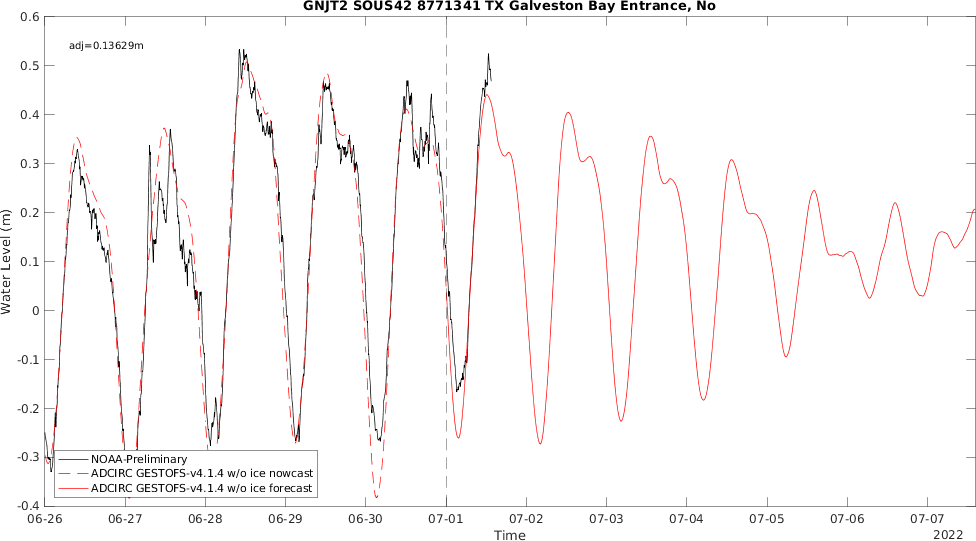 GNJT2 SOUS42 8771341 TX Galveston Bay Entrance, No
adj=0.13629m
0.6
0.5
0.4
0.3
0.2
0.1
0
-0.1
-0.2
-0.3
-0.4
Water Level (m)
NOAA-Preliminary
ADCIRC GESTOFS-v4.1.4 w/o ice nowcast
ADCIRC GESTOFS-v4.1.4 w/o ice forecast
06-26 06-27 06-28 06-29 06-30 07-01 07-02 07-03 07-04 07-05 07-06 07-07
Time
2022